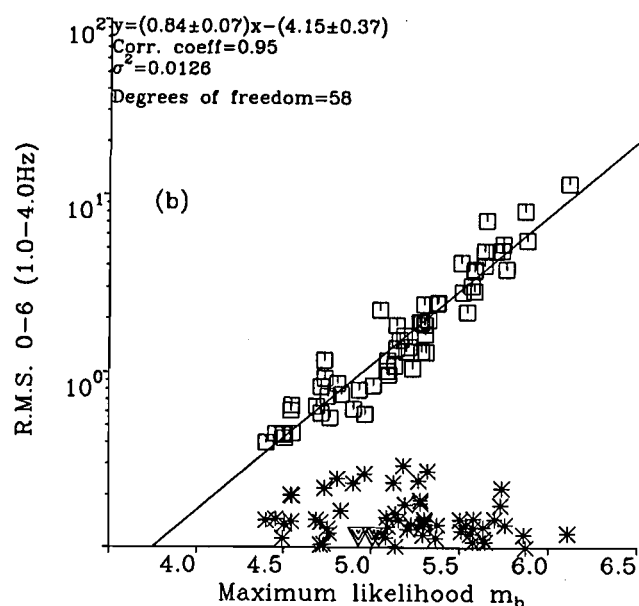 10²
y=(0.84±0.07)x−(4.15±0.37)
Corr. coeff=0.95
σ²=0.0126
Degrees of freedom=58
(b)
10¹
10⁰
R.M.S. 0−6 (1.0−4.0Hz)
4.0 4.5 5.0 5.5 6.0 6.5
Maximum likelihood m_b